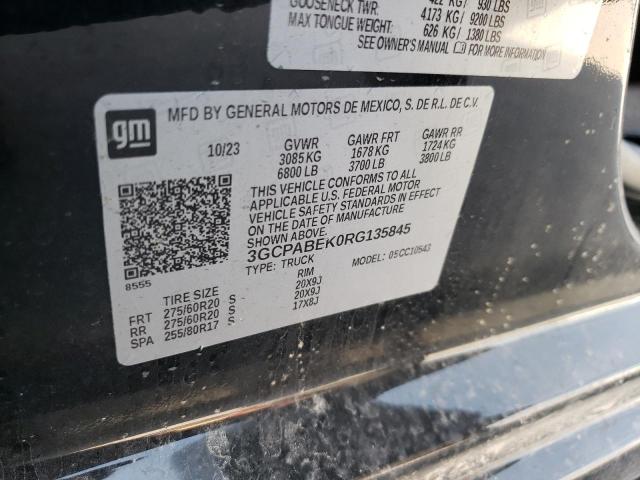 422 KG / 930 LBS
GOOSENECK TWR: 4173 KG / 9200 LBS
MAX TONGUE WEIGHT: 626 KG / 1380 LBS
SEE OWNER'S MANUAL FOR MORE INFORMATION
gm
MFD BY GENERAL MOTORS DE MEXICO, S. DE R.L. DE C.V.
10/23 GVWR GAWR FRT GAWR RR
3085 KG 1678 KG 1724 KG
6800 LB 3700 LB 3800 LB
THIS VEHICLE CONFORMS TO ALL
APPLICABLE U.S. FEDERAL MOTOR
VEHICLE SAFETY STANDARDS IN EFFECT
ON THE DATE OF MANUFACTURE
SHOWN ABOVE.
3GCPABEK0RG135845
TYPE: TRUCK MODEL: 05CC10543
8555
TIRE SIZE RIM
FRT 275/60R20 S 20X9J
RR 275/60R20 S 20X9J
SPA 255/80R17 S 17X8J